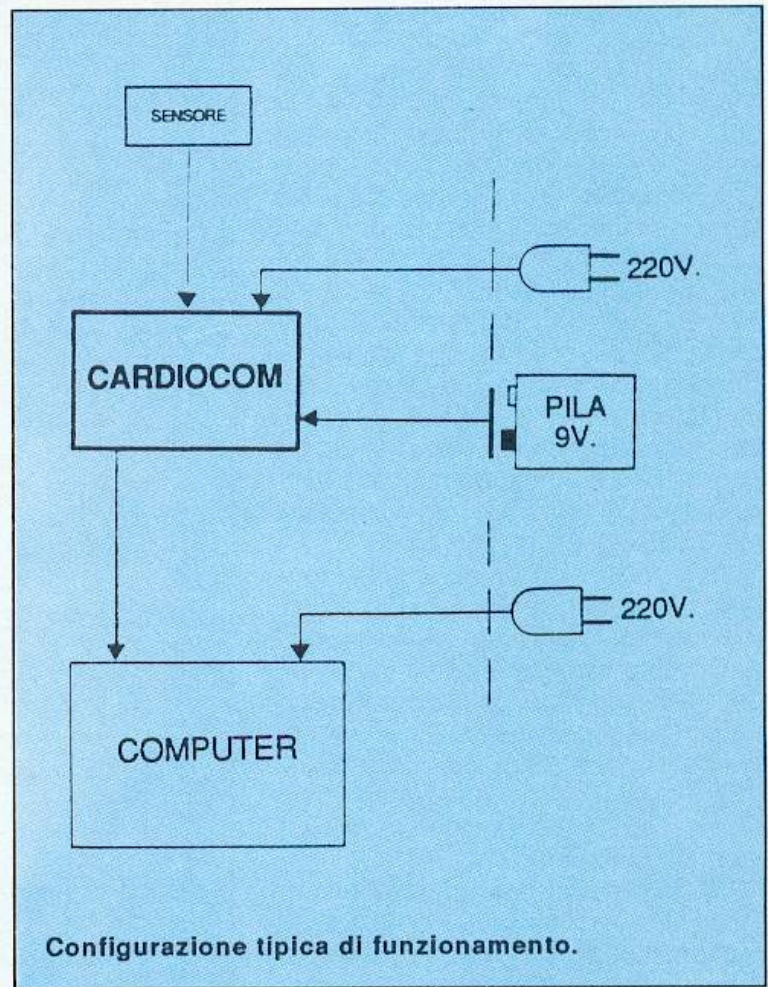 SENSORE
220V.
CARDIOCOM
PILA
9V.
220V.
COMPUTER
Configurazione tipica di funzionamento.